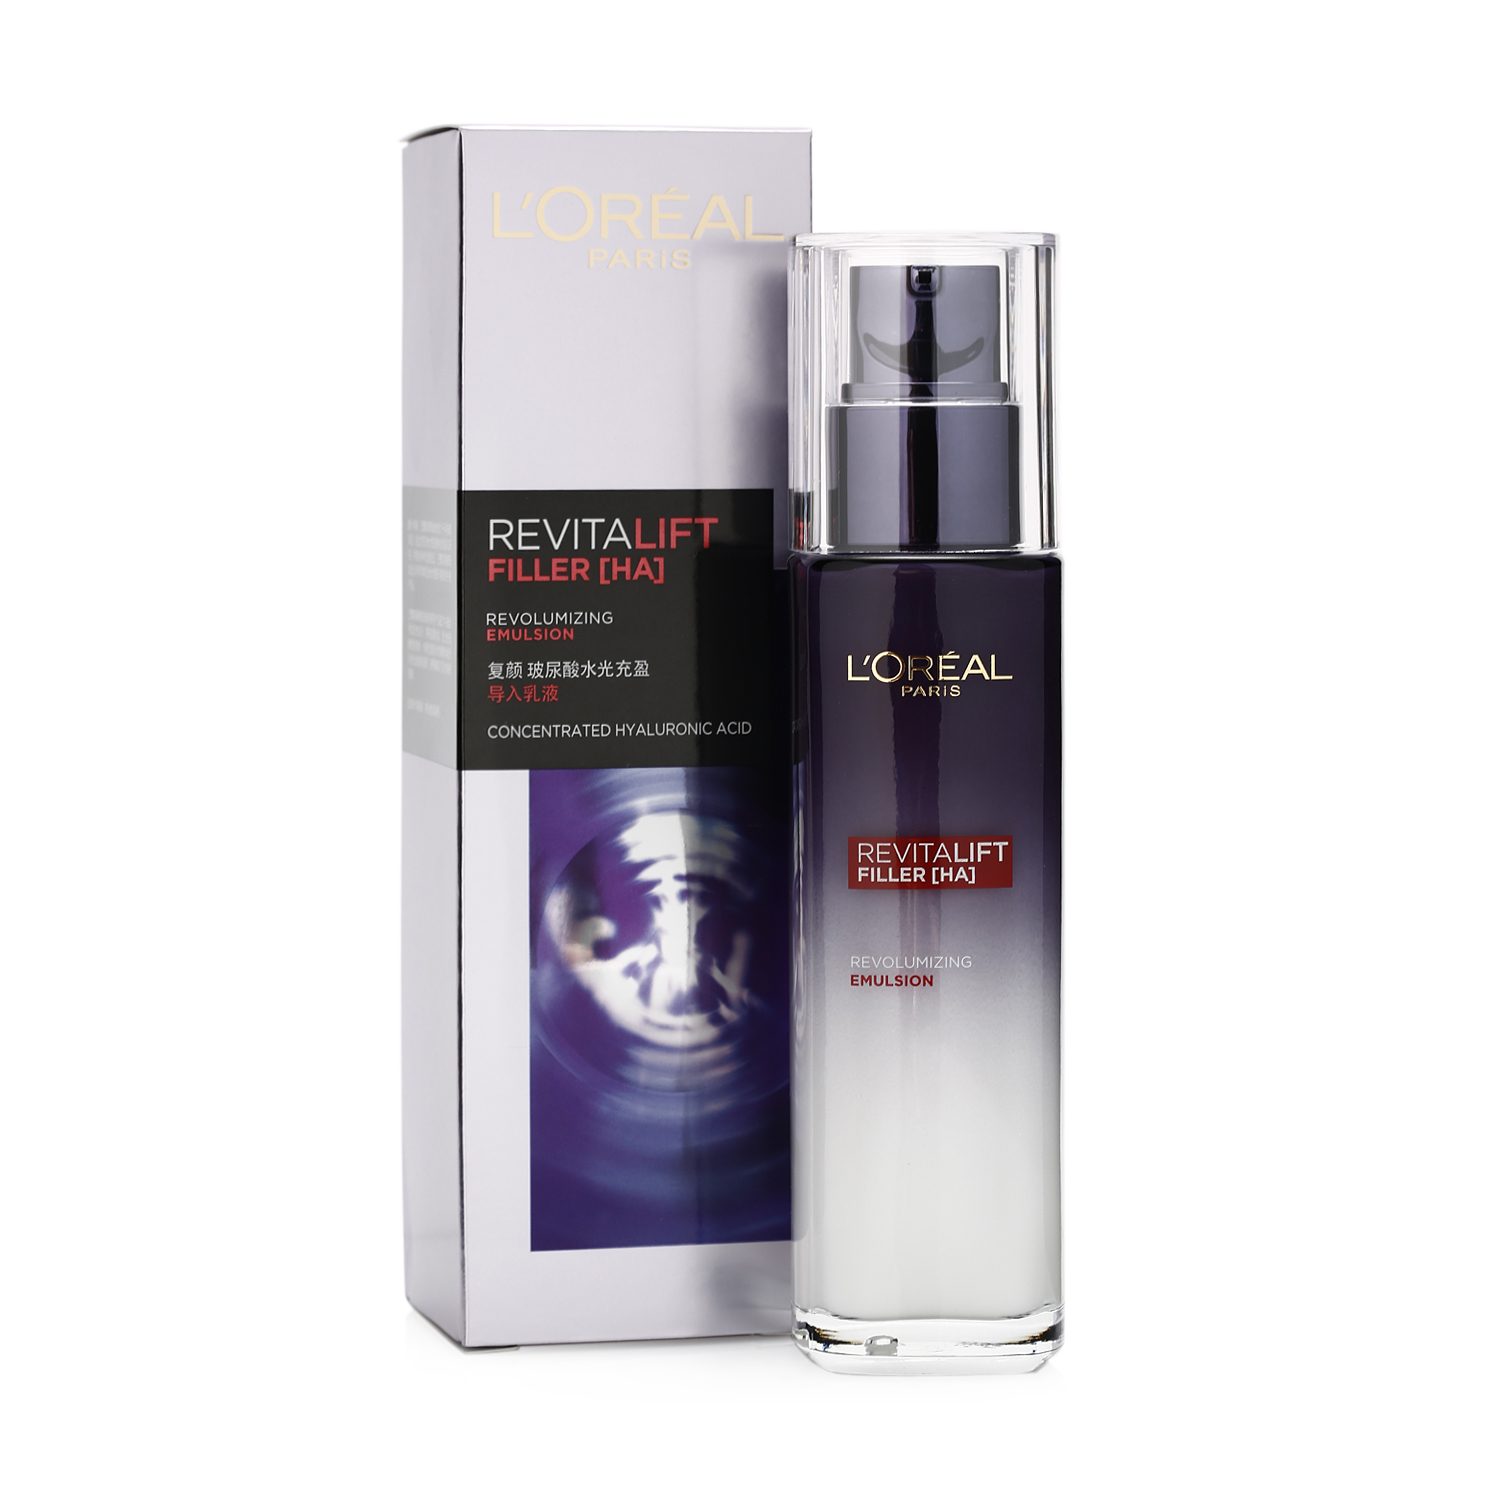 L'ORÉAL
PARIS
REVITALIFT
FILLER [HA]
REVOLUMIZING
EMULSION
复颜 玻尿酸水光充盈
导入乳液
CONCENTRATED HYALURONIC ACID
L'ORÉAL
PARIS
REVITALIFT
FILLER [HA]
REVOLUMIZING
EMULSION